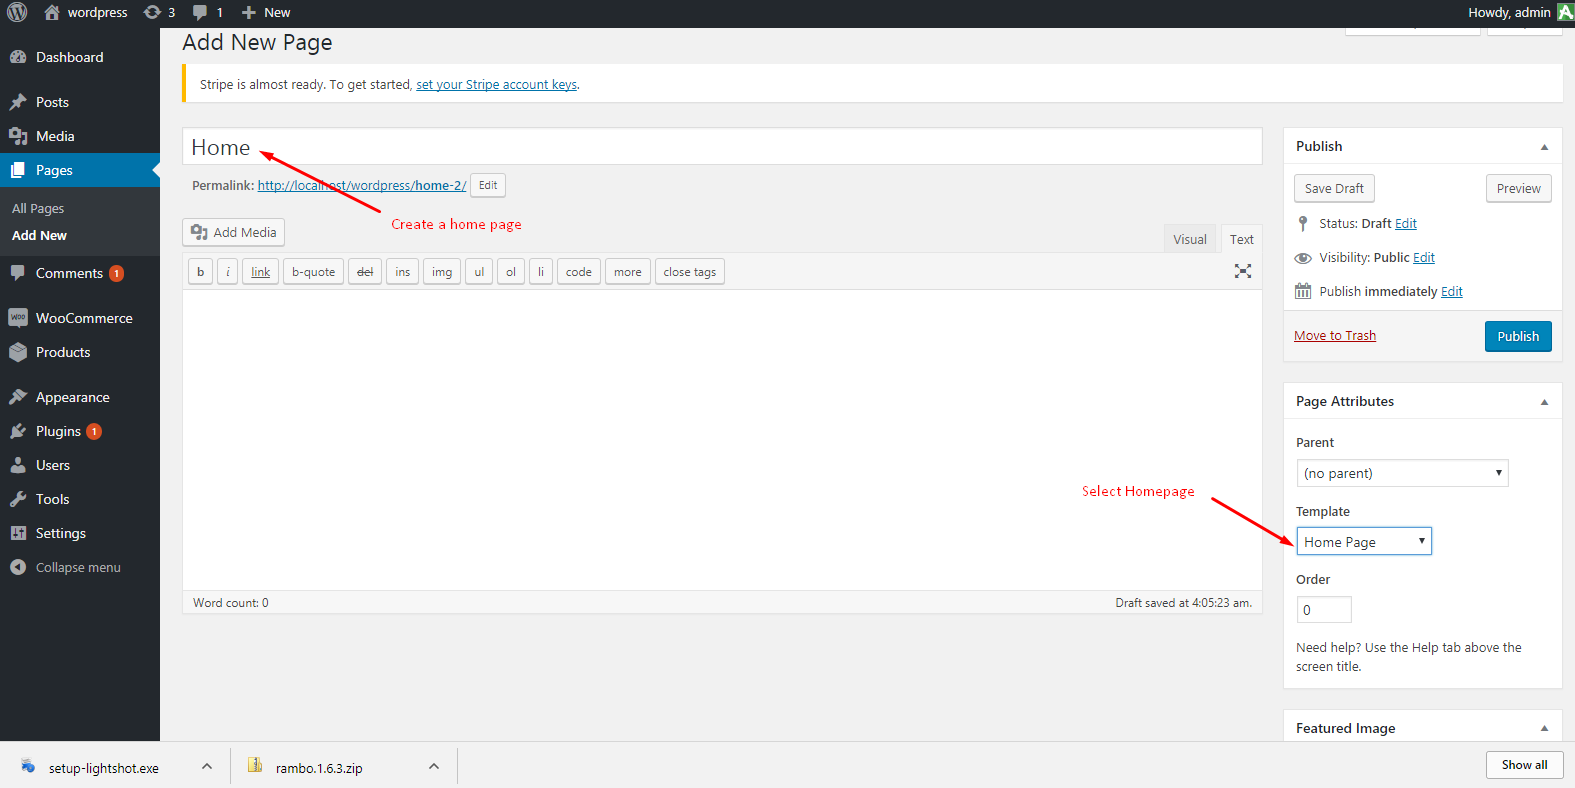 wordpress 3 1 New Howdy, admin
Dashboard
Posts
Media
Pages
All Pages
Add New
Comments 1
WooCommerce
Products
Appearance
Plugins 1
Users
Tools
Settings
Collapse menu
Add New Page
Stripe is almost ready. To get started, set your Stripe account keys.
Home
Permalink: http://localhost/wordpress/home-2/ Edit
Create a home page
Add Media
Visual Text
b i link b-quote del ins img ul ol li code more close tags
Select Homepage
Word count: 0 Draft saved at 4:05:23 am.
Publish
Save Draft Preview
Status: Draft Edit
Visibility: Public Edit
Publish immediately Edit
Move to Trash Publish
Page Attributes
Parent
(no parent)
Template
Home Page
Order
0
Need help? Use the Help tab above the
screen title.
Featured Image
setup-lightshot.exe rambo.1.6.3.zip Show all